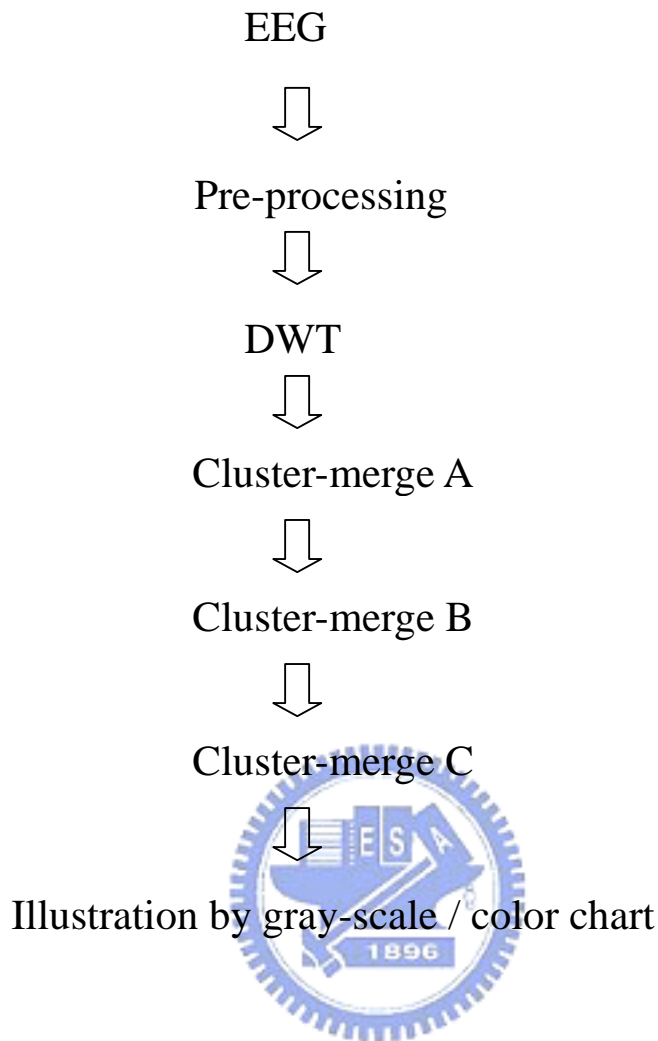 EEG
Pre-processing
DWT
Cluster-merge A
Cluster-merge B
Cluster-merge C
E S A
Illustration by gray-scale / color chart
1896